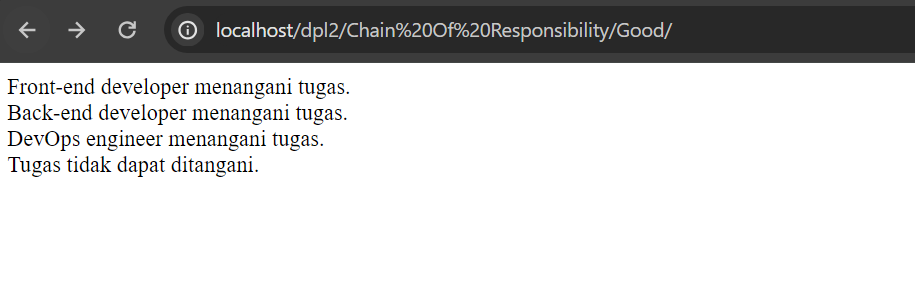 localhost/dpl2/Chain%20Of%20Responsibility/Good/
Front-end developer menangani tugas.
Back-end developer menangani tugas.
DevOps engineer menangani tugas.
Tugas tidak dapat ditangani.